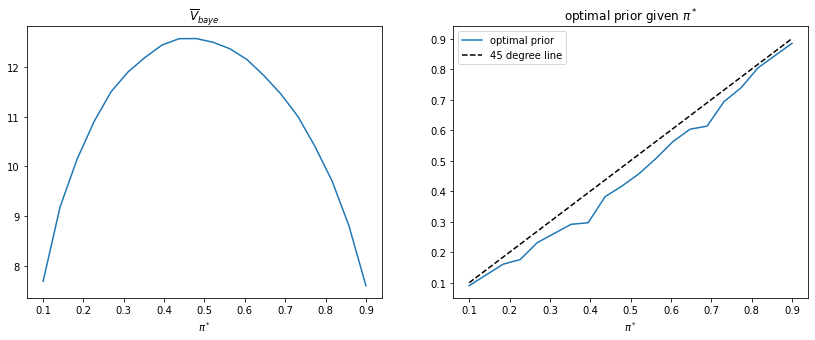 V̅_baye
12
11
10
9
8
0.1 0.2 0.3 0.4 0.5 0.6 0.7 0.8 0.9
π*
optimal prior given π*
optimal prior
45 degree line
0.9
0.8
0.7
0.6
0.5
0.4
0.3
0.2
0.1
0.1 0.2 0.3 0.4 0.5 0.6 0.7 0.8 0.9
π*